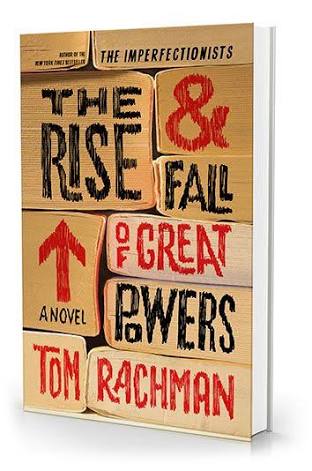 AUTHOR OF THE
NEW YORK TIMES BESTSELLER
THE IMPERFECTIONISTS
THE
RISE
&
FALL
OF GREAT
POWERS
A NOVEL
TOM RACHMAN